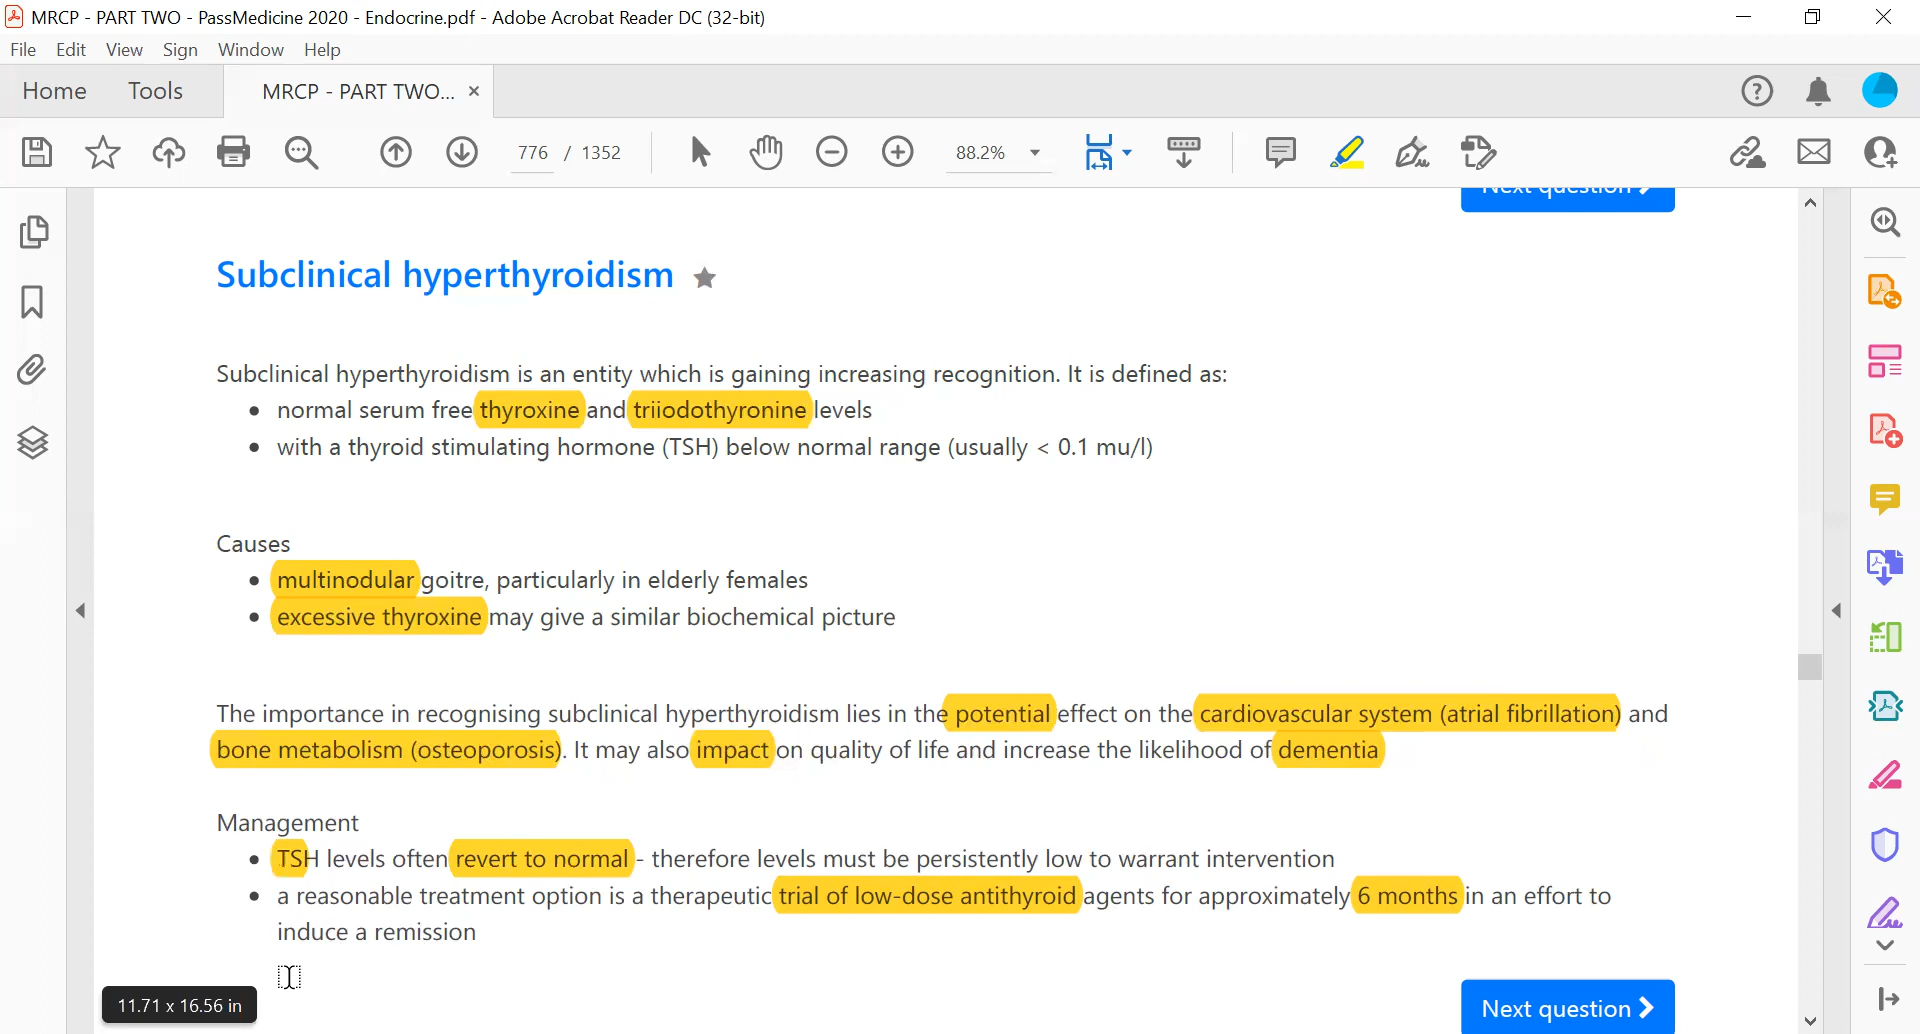 MRCP - PART TWO - PassMedicine 2020 - Endocrine.pdf - Adobe Acrobat Reader DC (32-bit)
File Edit View Sign Window Help
Home Tools MRCP - PART TWO... ×
776 / 1352 88.2%
Next question
Subclinical hyperthyroidism
Subclinical hyperthyroidism is an entity which is gaining increasing recognition. It is defined as:
• normal serum free thyroxine and triiodothyronine levels
• with a thyroid stimulating hormone (TSH) below normal range (usually < 0.1 mu/l)
Causes
• multinodular goitre, particularly in elderly females
• excessive thyroxine may give a similar biochemical picture
The importance in recognising subclinical hyperthyroidism lies in the potential effect on the cardiovascular system (atrial fibrillation) and
bone metabolism (osteoporosis). It may also impact on quality of life and increase the likelihood of dementia
Management
• TSH levels often revert to normal - therefore levels must be persistently low to warrant intervention
• a reasonable treatment option is a therapeutic trial of low-dose antithyroid agents for approximately 6 months in an effort to
induce a remission
11.71 x 16.56 in
Next question